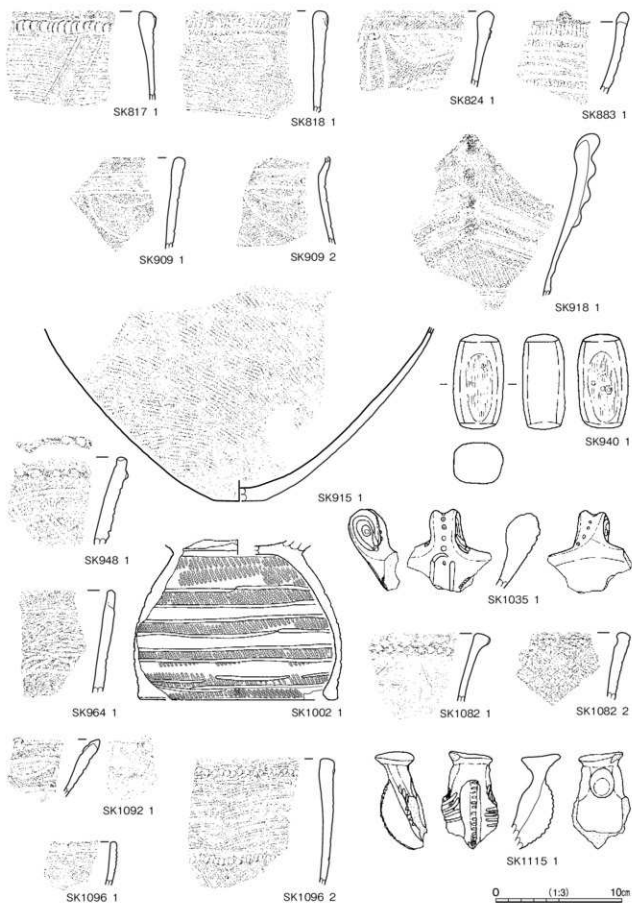 SK817 1
SK818 1
SK824 1
SK883 1
SK909 1
SK909 2
SK918 1
SK940 1
SK915 1
SK948 1
SK1035 1
SK964 1
SK1002 1
SK1082 1
SK1082 2
SK1092 1
SK1115 1
SK1096 1
SK1096 2
0 (1:3) 10cm